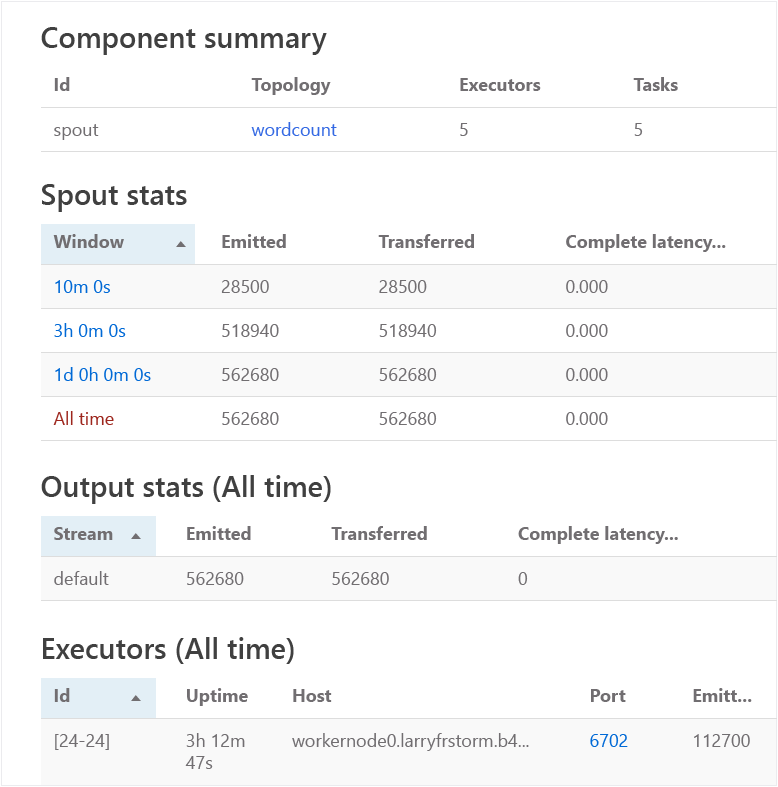 Component summary
Id Topology Executors Tasks
spout wordcount 5 5
Spout stats
Window Emitted Transferred Complete latency...
10m 0s 28500 28500 0.000
3h 0m 0s 518940 518940 0.000
1d 0h 0m 0s 562680 562680 0.000
All time 562680 562680 0.000
Output stats (All time)
Stream Emitted Transferred Complete latency...
default 562680 562680 0
Executors (All time)
Id Uptime Host Port Emitt...
[24-24] 3h 12m workernode0.larryfrstorm.b4... 6702 112700
47s